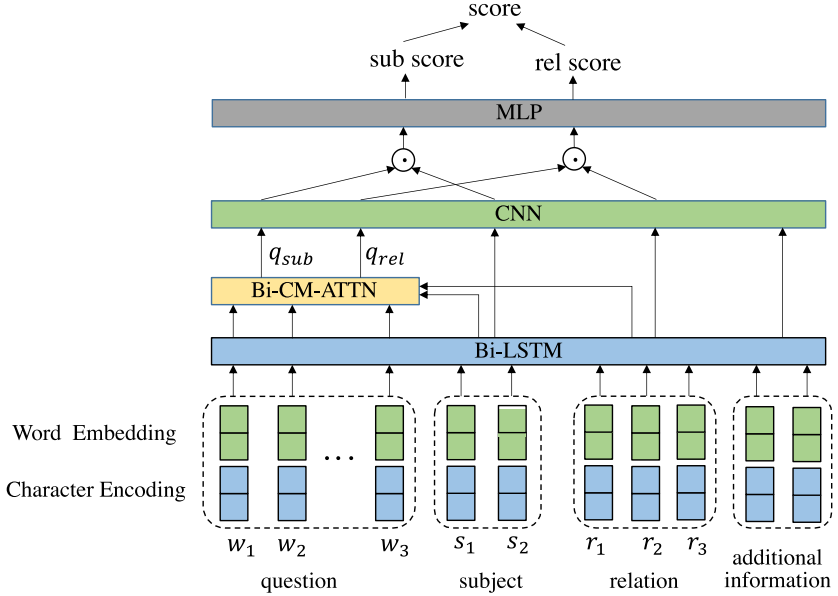 score
sub score
rel score
MLP
CNN
q_sub
q_rel
Bi-CM-ATTN
Bi-LSTM
Word Embedding
...
Character Encoding
w_1 w_2 w_3 s_1 s_2 r_1 r_2 r_3
question
subject
relation
additional
information